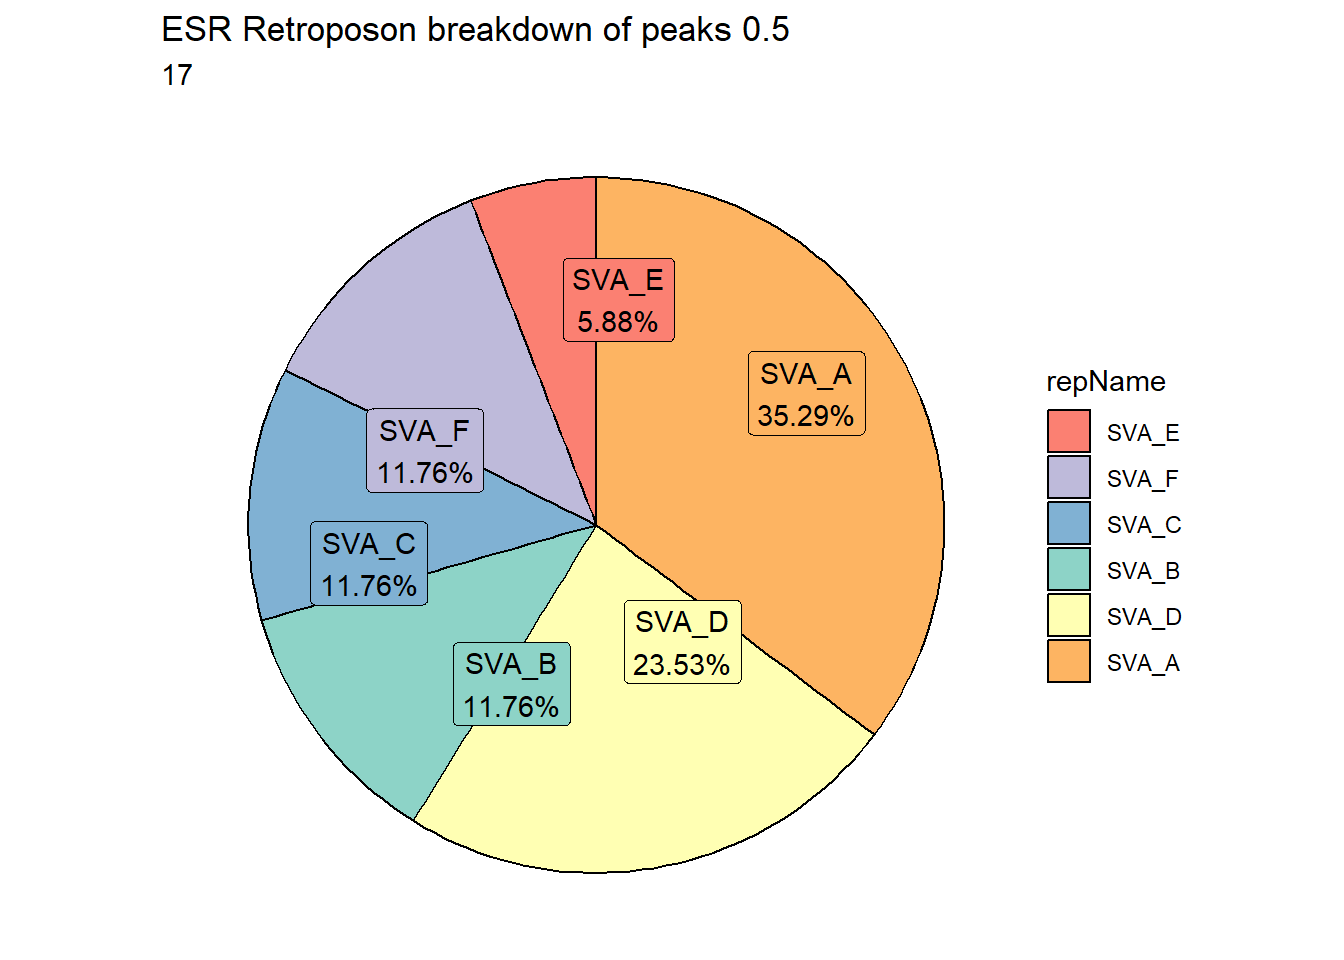 ESR Retroposon breakdown of peaks 0.5
17
SVA_E
5.88%
SVA_A
35.29%
SVA_F
11.76%
SVA_C
11.76%
SVA_D
23.53%
SVA_B
11.76%
repName
SVA_E
SVA_F
SVA_C
SVA_B
SVA_D
SVA_A